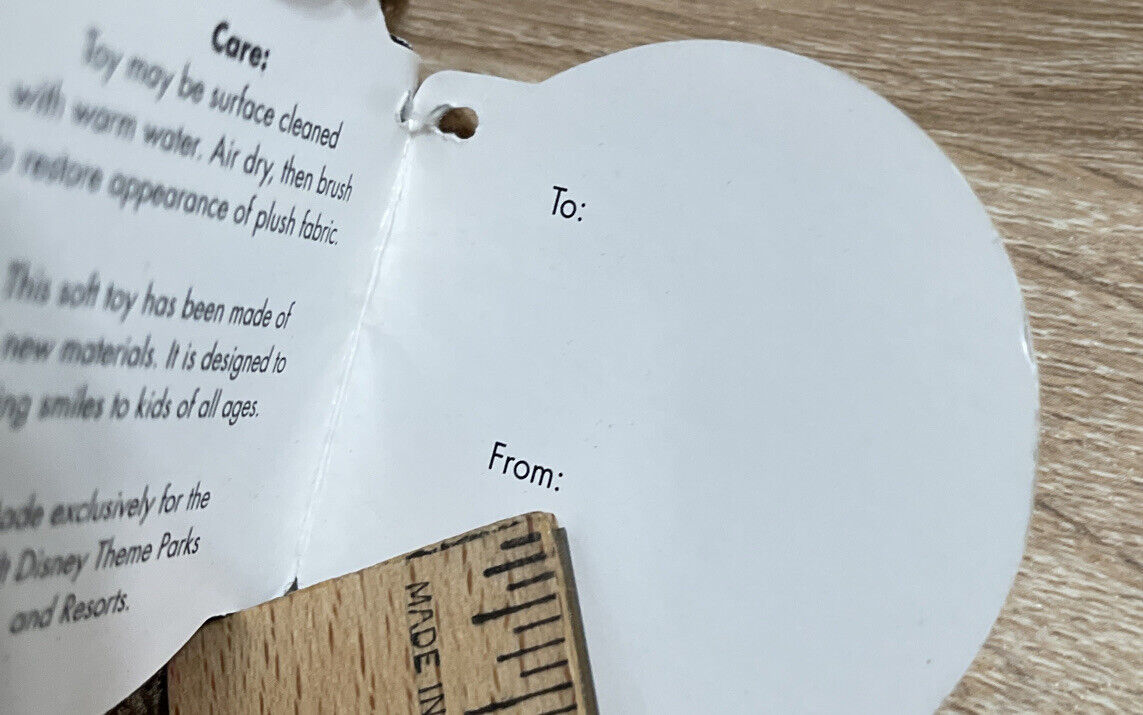 Care:
Toy may be surface cleaned
with warm water. Air dry, then brush
restore appearance of plush fabric.
This soft toy has been made of
new materials. It is designed to
smiles to kids of all ages.
exclusively for the
Disney Theme Parks
and Resorts.
To:
From:
MADE IN